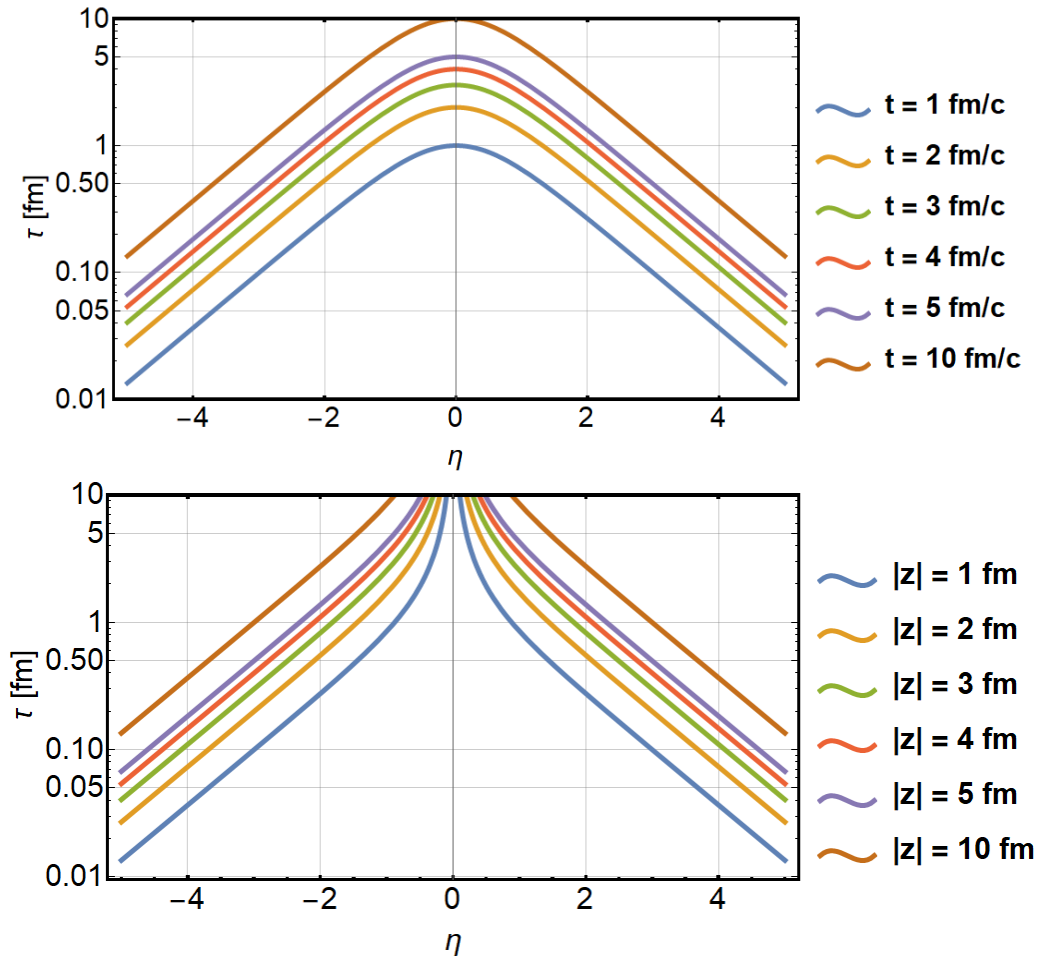 10
5
1
0.50
0.10
0.05
0.01
τ [fm]
−4 −2 0 2 4
η
t = 1 fm/c
t = 2 fm/c
t = 3 fm/c
t = 4 fm/c
t = 5 fm/c
t = 10 fm/c
10
5
1
0.50
0.10
0.05
0.01
τ [fm]
−4 −2 0 2 4
η
|z| = 1 fm
|z| = 2 fm
|z| = 3 fm
|z| = 4 fm
|z| = 5 fm
|z| = 10 fm